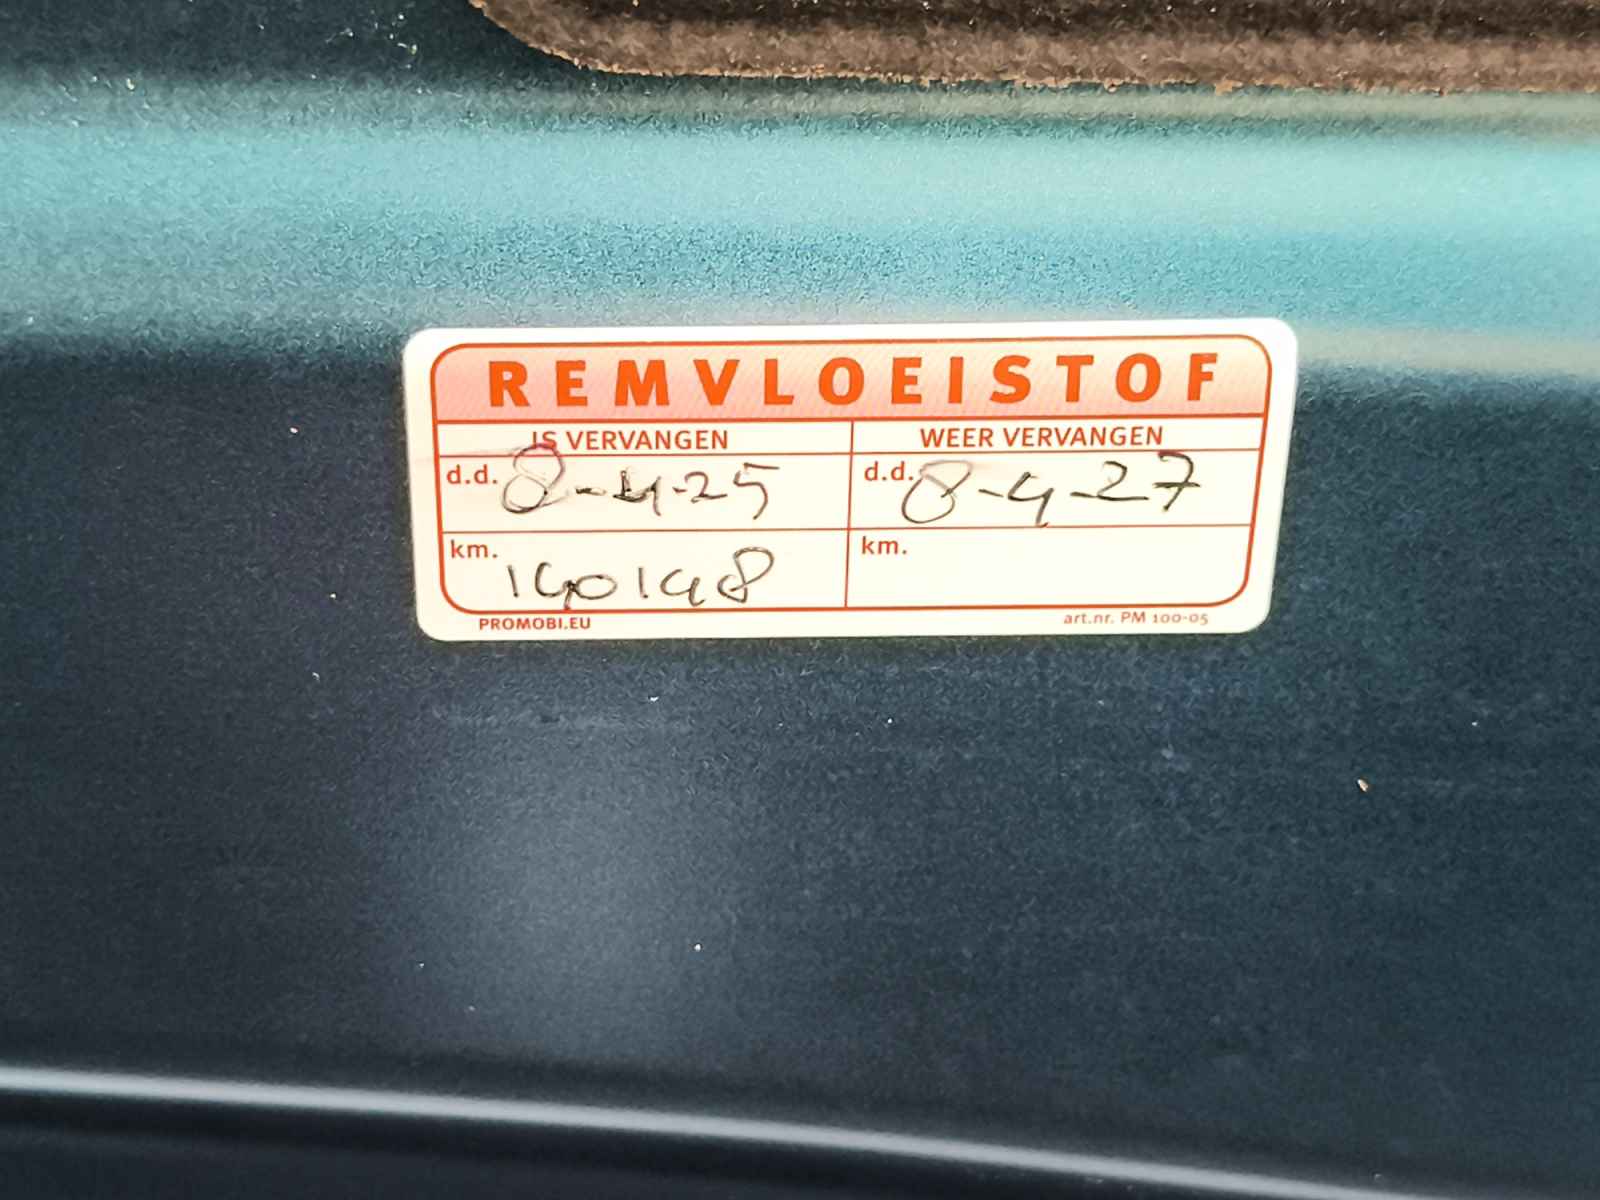 REMVLOEISTOF
IS VERVANGEN WEER VERVANGEN
d.d. 8-4-25 d.d. 8-4-27
km. 140148 km.
PROMOBI.EU art.nr. PM 100-05